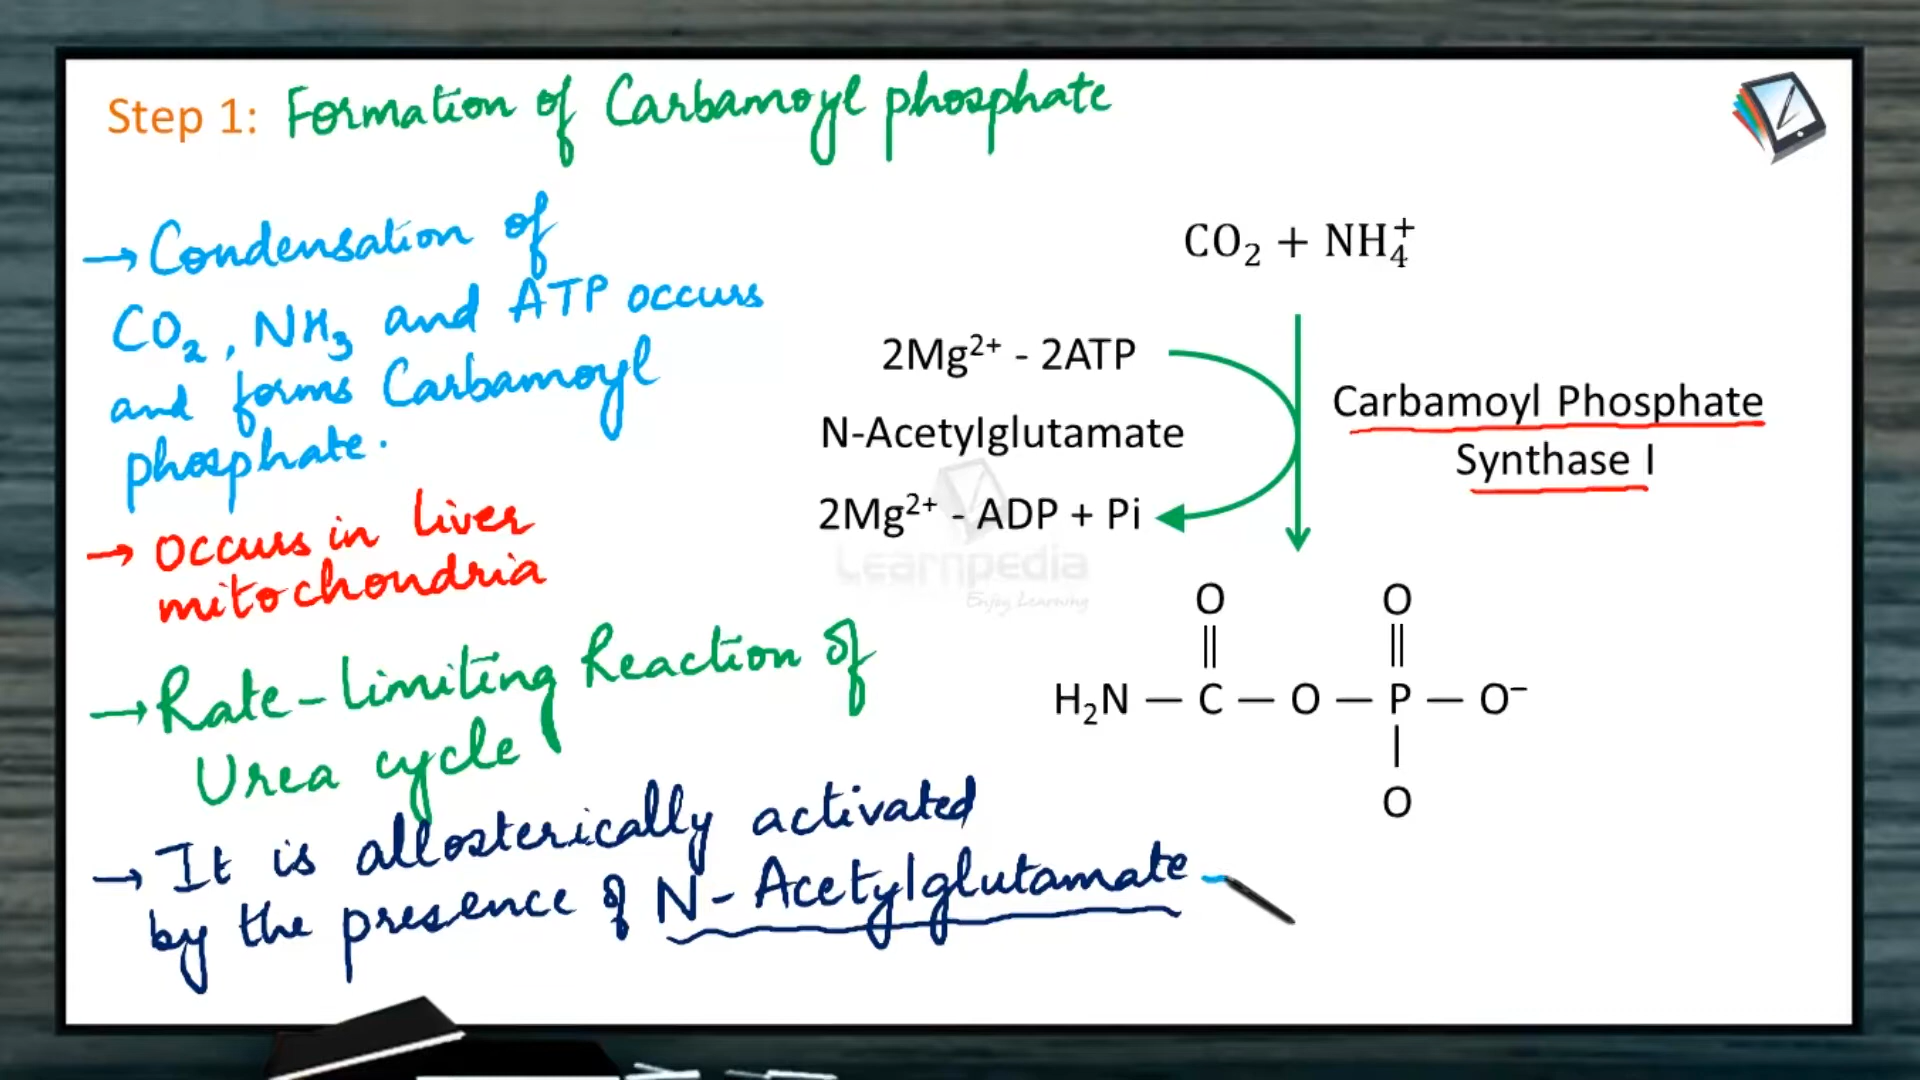 Step 1: Formation of Carbamoyl phosphate
→ Condensation of
CO₂, NH₃ and ATP occurs
and forms Carbamoyl
phosphate.
→ Occurs in liver
mitochondria
→ Rate-limiting Reaction of
Urea cycle
→ It is allosterically activated
by the presence of N-Acetylglutamate -
CO₂ + NH₄⁺
2Mg²⁺ - 2ATP
N-Acetylglutamate
2Mg²⁺ - ADP + Pi
Carbamoyl Phosphate
Synthase I
Learnpedia
Enjoy Learning
O O
|| ||
H₂N — C — O — P — O⁻
|
O